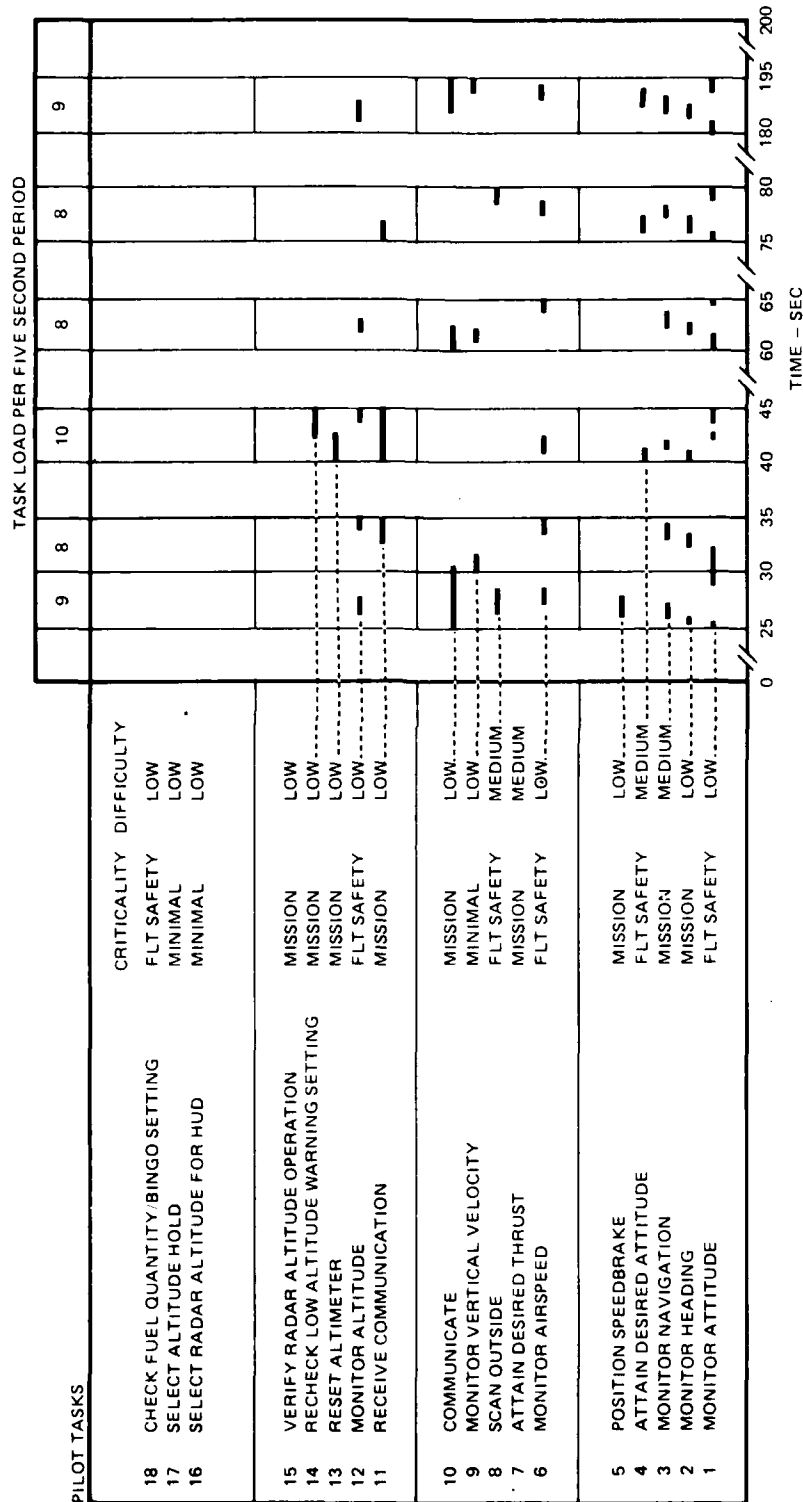 TASK LOAD PER FIVE SECOND PERIOD
9 8 10 8 8 9
PILOT TASKS
CRITICALITY DIFFICULTY
18 CHECK FUEL QUANTITY/BINGO SETTING FLT SAFETY LOW
17 SELECT ALTITUDE HOLD MINIMAL LOW
16 SELECT RADAR ALTITUDE FOR HUD MINIMAL LOW
15 VERIFY RADAR ALTITUDE OPERATION MISSION LOW
14 RECHECK LOW ALTITUDE WARNING SETTING MISSION LOW
13 RESET ALTIMETER MISSION LOW
12 MONITOR ALTITUDE FLT SAFETY LOW
11 RECEIVE COMMUNICATION MISSION LOW
10 COMMUNICATE MISSION LOW
9 MONITOR VERTICAL VELOCITY MINIMAL LOW
8 SCAN OUTSIDE FLT SAFETY MEDIUM
7 ATTAIN DESIRED THRUST MISSION MEDIUM
6 MONITOR AIRSPEED FLT SAFETY LOW
5 POSITION SPEEDBRAKE MISSION LOW
4 ATTAIN DESIRED ATTITUDE FLT SAFETY MEDIUM
3 MONITOR NAVIGATION MISSION MEDIUM
2 MONITOR HEADING MISSION LOW
1 MONITOR ATTITUDE FLT SAFETY LOW
0 25 30 35 40 45 60 65 75 80 180 195 200
TIME – SEC